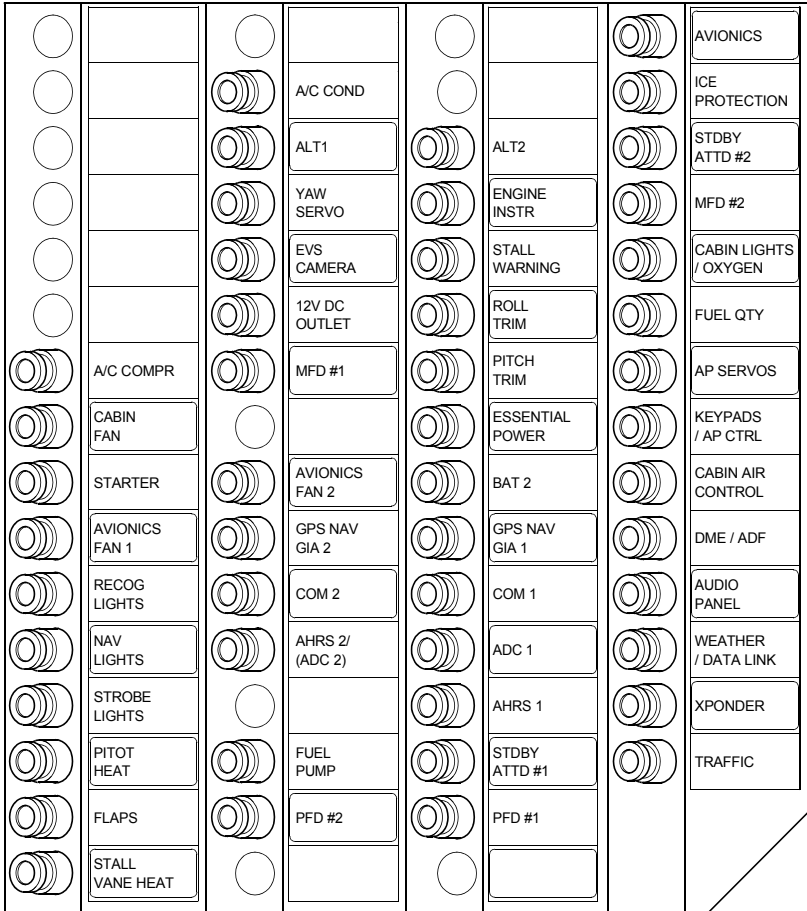 A/C COMPR
CABIN
FAN
STARTER
AVIONICS
FAN 1
RECOG
LIGHTS
NAV
LIGHTS
STROBE
LIGHTS
PITOT
HEAT
FLAPS
STALL
VANE HEAT
A/C COND
ALT1
YAW
SERVO
EVS
CAMERA
12V DC
OUTLET
MFD #1
AVIONICS
FAN 2
GPS NAV
GIA 2
COM 2
AHRS 2/
(ADC 2)
FUEL
PUMP
PFD #2
ALT2
ENGINE
INSTR
STALL
WARNING
ROLL
TRIM
PITCH
TRIM
ESSENTIAL
POWER
BAT 2
GPS NAV
GIA 1
COM 1
ADC 1
AHRS 1
STDBY
ATTD #1
PFD #1
AVIONICS
ICE
PROTECTION
STDBY
ATTD #2
MFD #2
CABIN LIGHTS
/ OXYGEN
FUEL QTY
AP SERVOS
KEYPADS
/ AP CTRL
CABIN AIR
CONTROL
DME / ADF
AUDIO
PANEL
WEATHER
/ DATA LINK
XPONDER
TRAFFIC